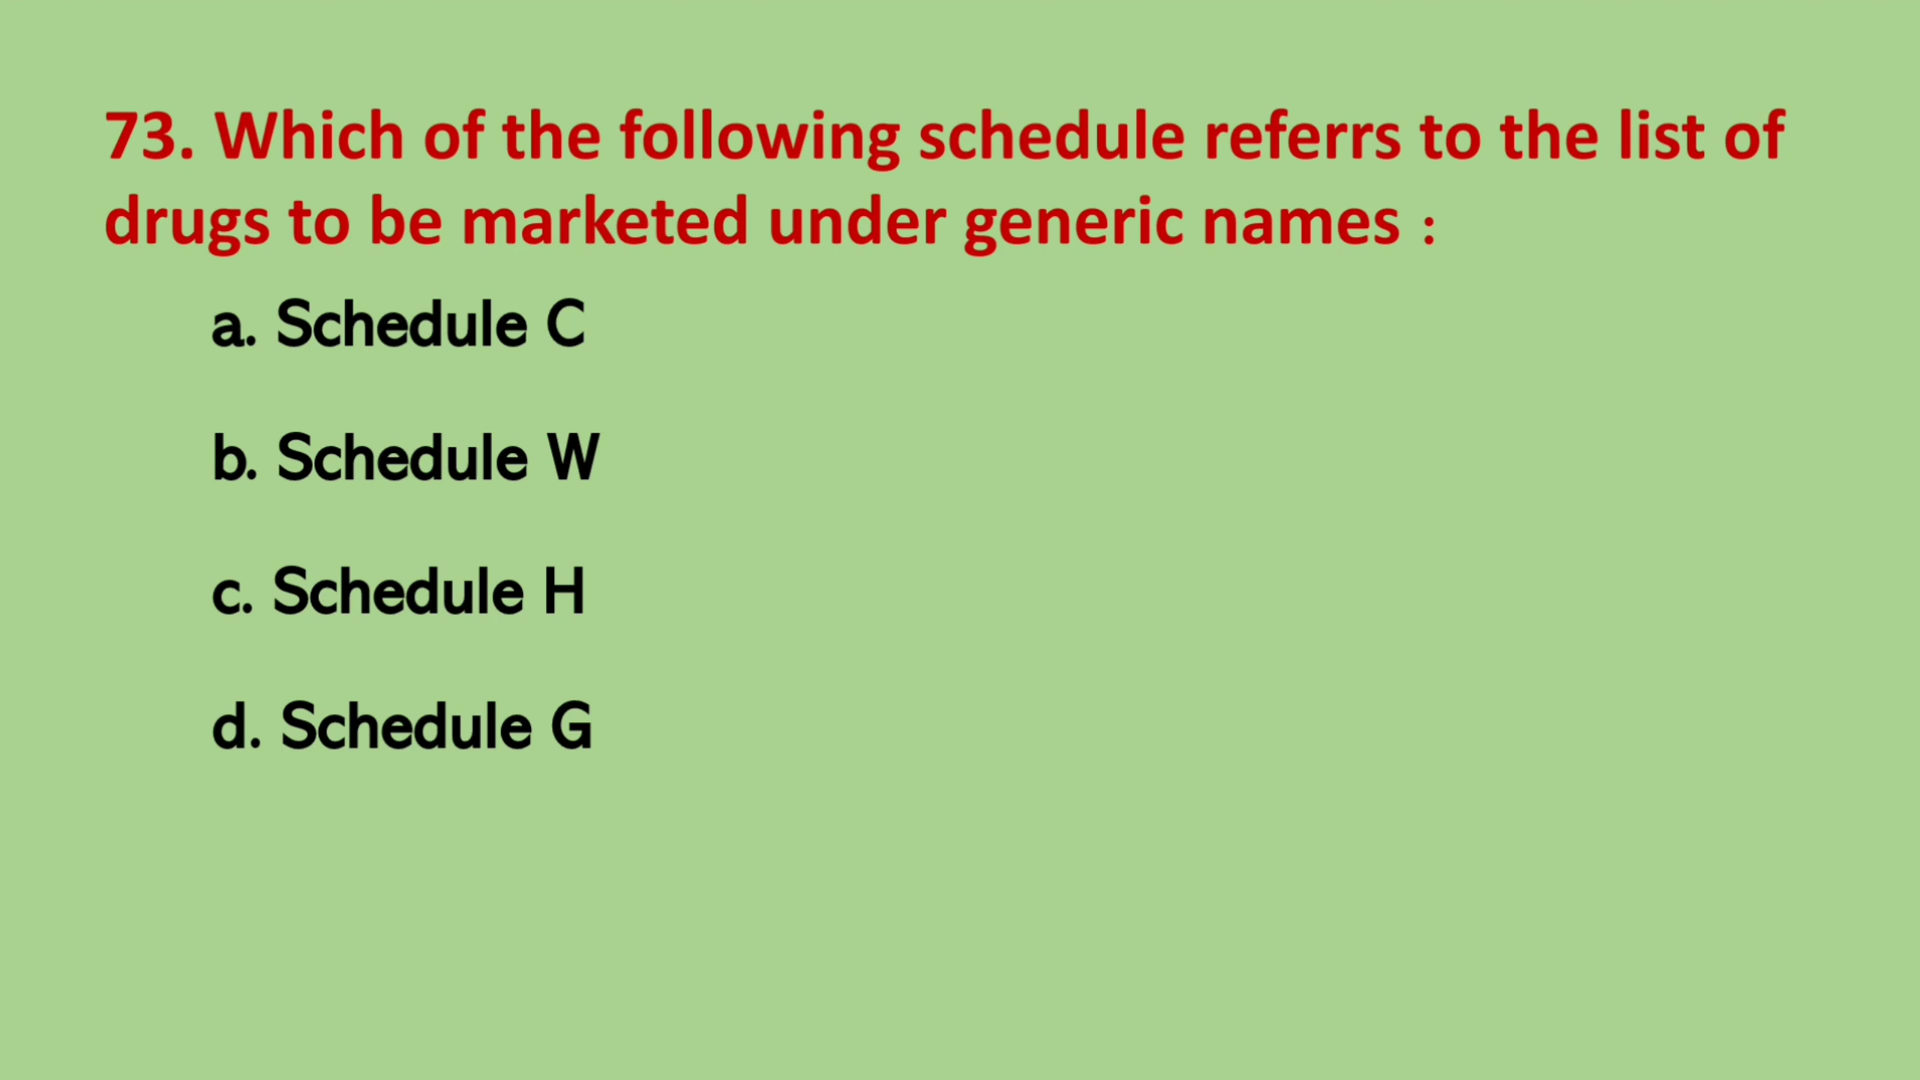 73. Which of the following schedule referrs to the list of
drugs to be marketed under generic names :
a. Schedule C
b. Schedule W
c. Schedule H
d. Schedule G